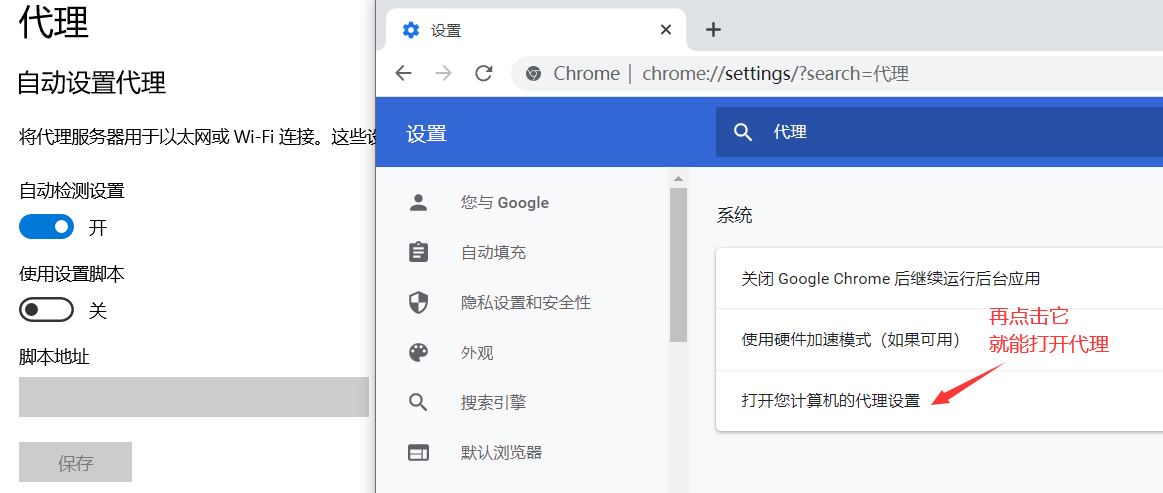 代理
自动设置代理
将代理服务器用于以太网或 Wi-Fi 连接。这些
自动检测设置
开
使用设置脚本
关
脚本地址
保存
设置
Chrome | chrome://settings/?search=代理
设置
代理
您与 Google
自动填充
隐私设置和安全性
外观
搜索引擎
默认浏览器
系统
关闭 Google Chrome 后继续运行后台应用
使用硬件加速模式（如果可用）
再点击它
就能打开代理
打开您计算机的代理设置